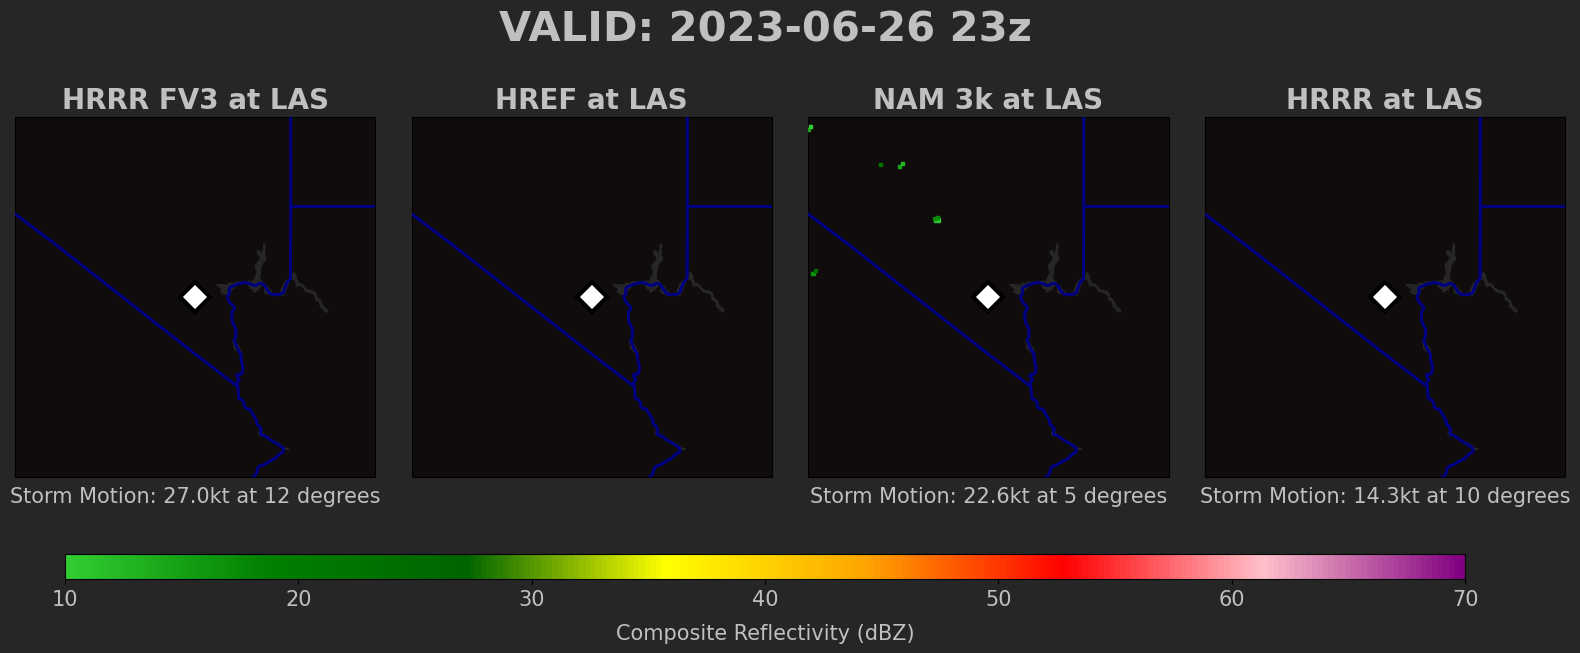 VALID: 2023-06-26 23z
HRRR FV3 at LAS
HREF at LAS
NAM 3k at LAS
HRRR at LAS
Storm Motion: 27.0kt at 12 degrees
Storm Motion: 22.6kt at 5 degrees
Storm Motion: 14.3kt at 10 degrees
10 20 30 40 50 60 70
Composite Reflectivity (dBZ)